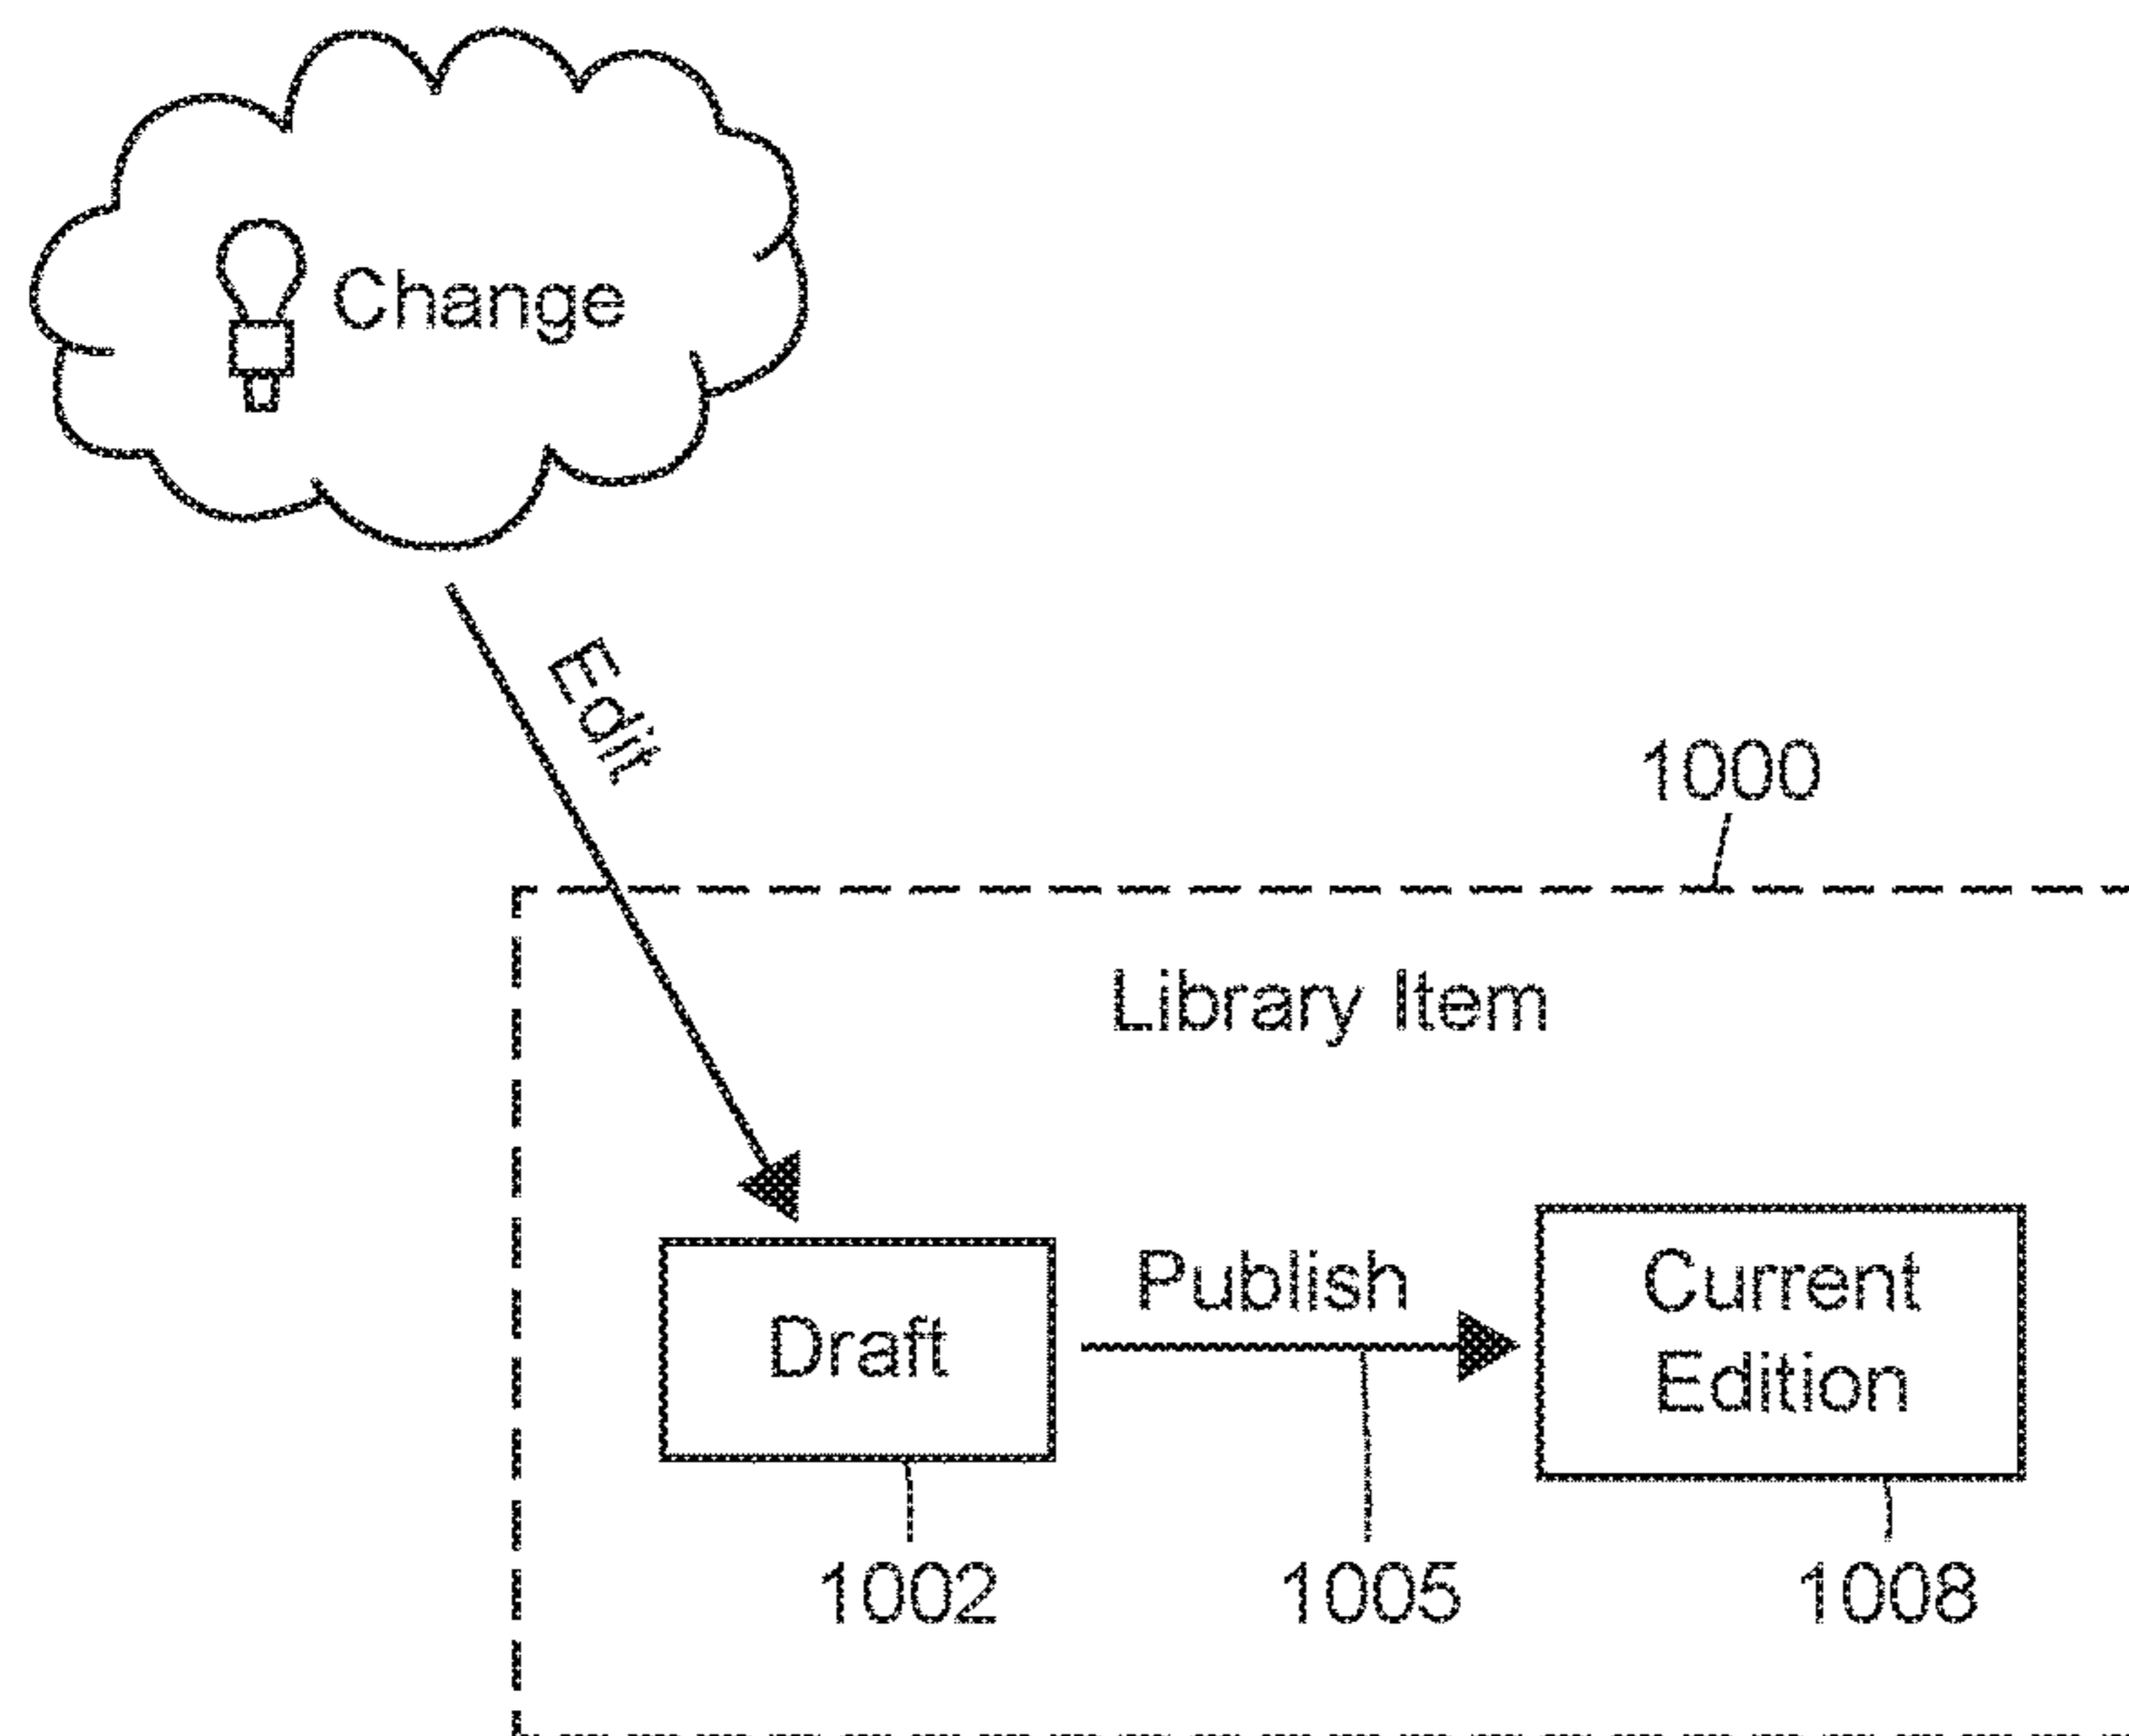 Change
Edit
1000
Library Item
Draft
Publish
Current
Edition
1002
1005
1008